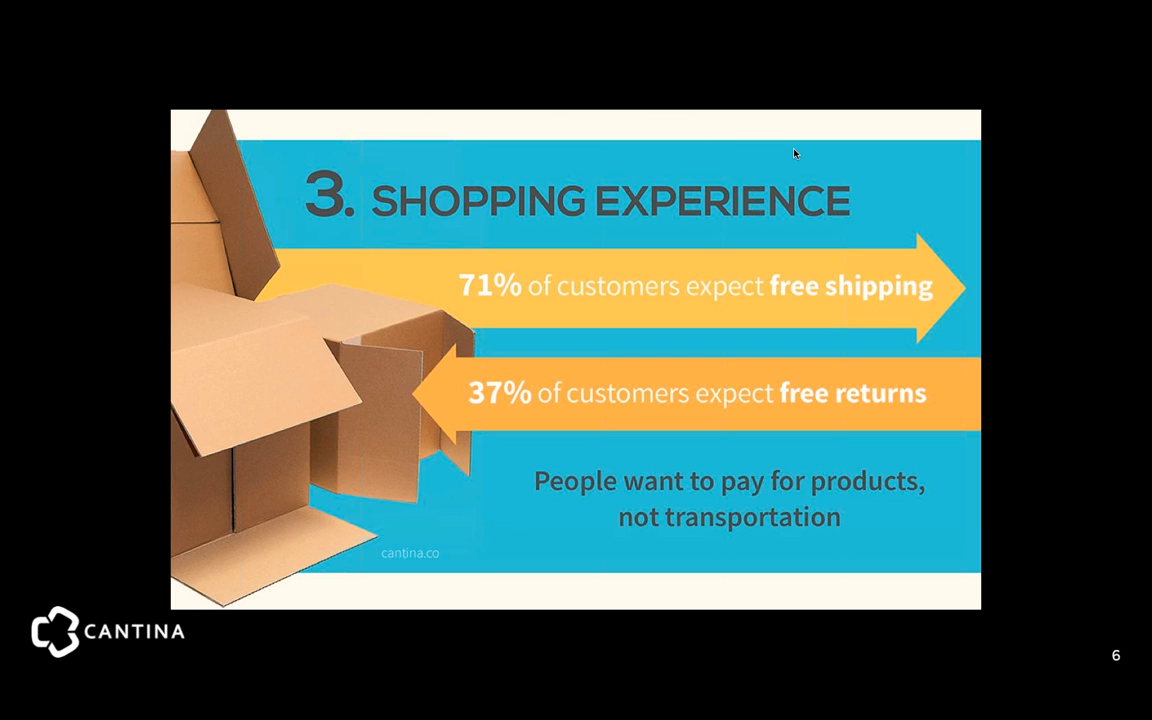 3. SHOPPING EXPERIENCE
71% of customers expect free shipping
37% of customers expect free returns
People want to pay for products,
not transportation
cantina.co
CANTINA
6